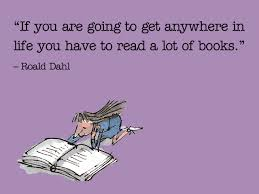 “If you are going to get anywhere in
life you have to read a lot of books.”
– Roald Dahl